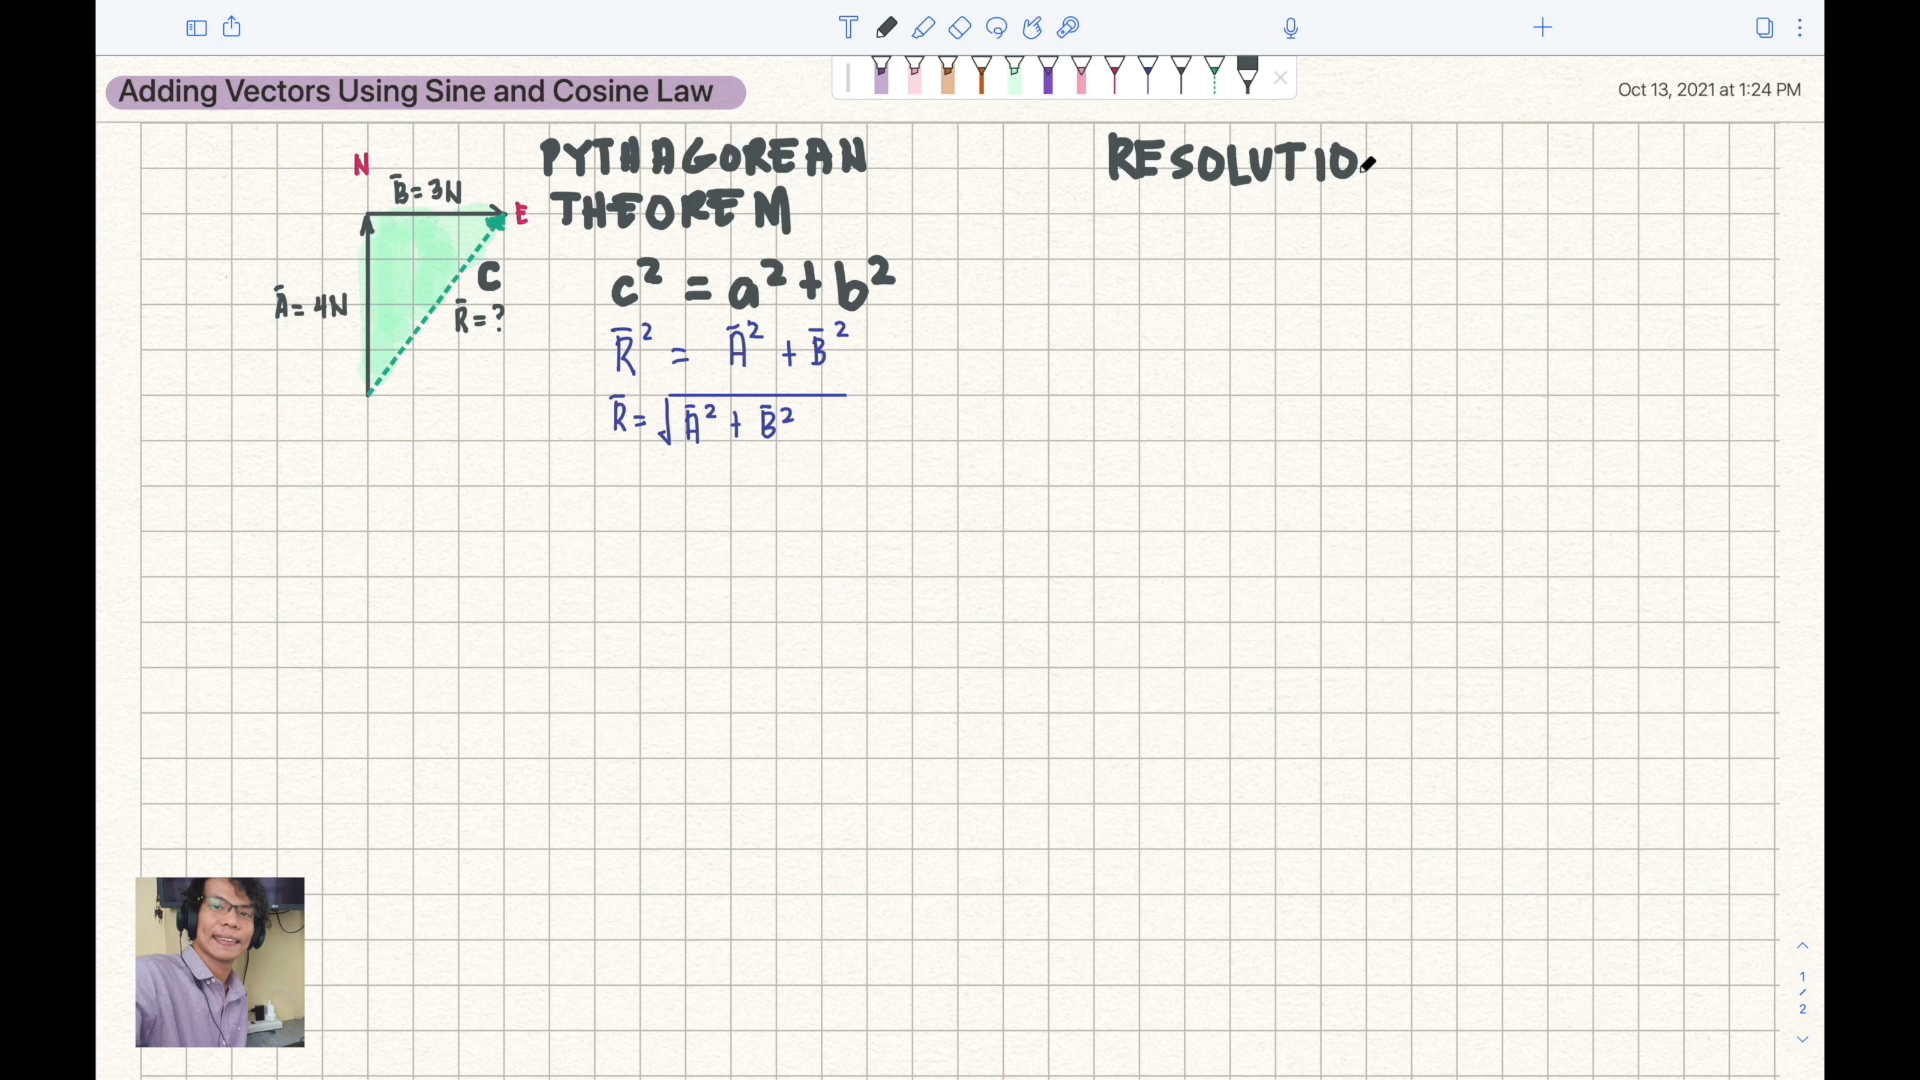 Adding Vectors Using Sine and Cosine Law
Oct 13, 2021 at 1:24 PM
N
B̄ = 3N
E
Ā = 4N
C
R̄ = ?
PYTHAGOREAN
THEOREM
c² = a² + b²
R̄² = Ā² + B̄²
R̄ = √Ā² + B̄²
RESOLUTIO
1
/
2